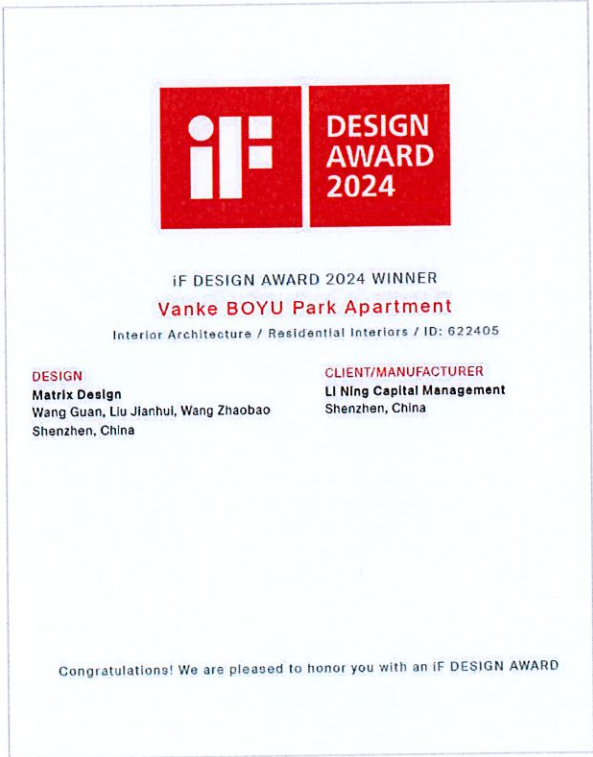 iF
DESIGN
AWARD
2024
iF DESIGN AWARD 2024 WINNER
Vanke BOYU Park Apartment
Interior Architecture / Residential Interiors / ID: 622405
DESIGN
Matrix Design
Wang Guan, Liu Jianhui, Wang Zhaobao
Shenzhen, China
CLIENT/MANUFACTURER
Li Ning Capital Management
Shenzhen, China
Congratulations! We are pleased to honor you with an iF DESIGN AWARD